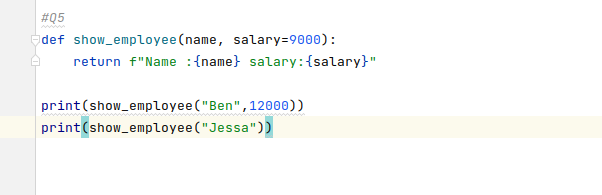 #Q5
def show_employee(name, salary=9000):
    return f"Name :{name} salary:{salary}"
print(show_employee("Ben",12000))
print(show_employee("Jessa"))